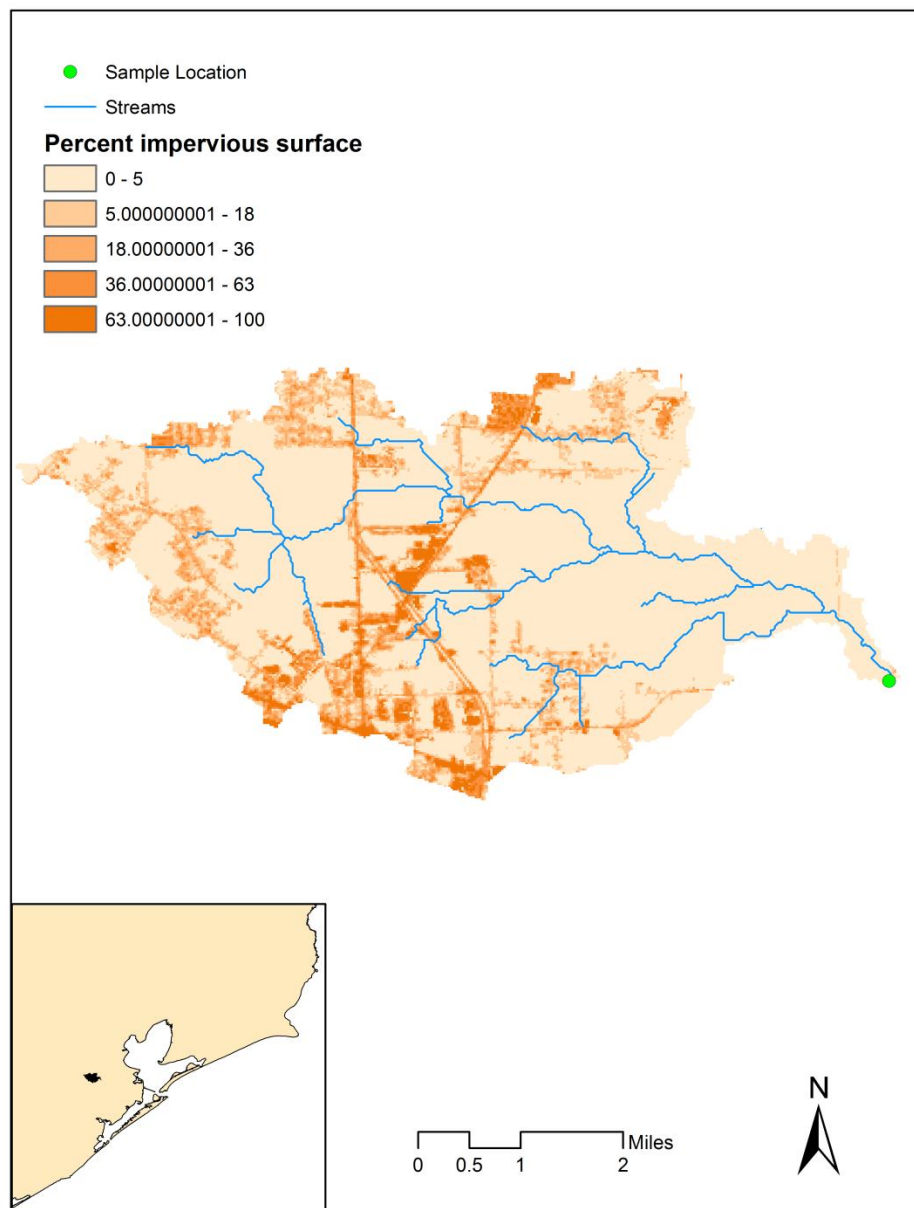 Sample Location
Streams
Percent impervious surface
0 - 5
5.000000001 - 18
18.00000001 - 36
36.00000001 - 63
63.00000001 - 100
N
Miles
0 0.5 1 2